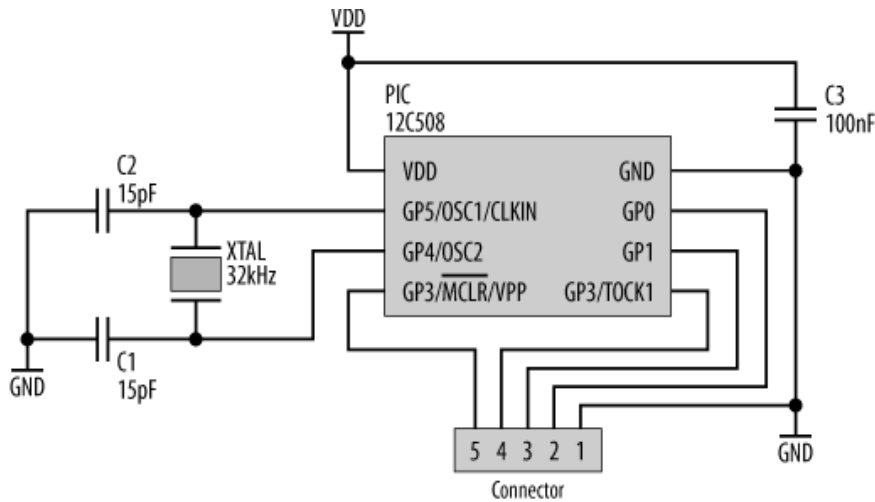 VDD
PIC
12C508
C3
100nF
C2
15pF
VDD
GND
GP5/OSC1/CLKIN
GP0
XTAL
32kHz
GP4/OSC2
GP1
GP3/MCLR/VPP
GP3/TOCK1
C1
15pF
GND
5 4 3 2 1
GND
Connector